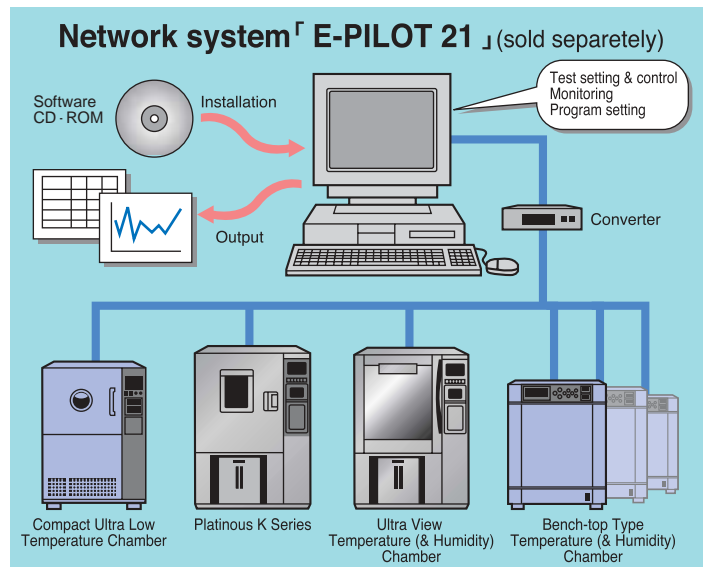 Network system「 E-PILOT 21 」(sold separetely)
Software
CD · ROM
Installation
Test setting & control
Monitoring
Program setting
Output
Converter
Compact Ultra Low
Temperature Chamber
Platinous K Series
Ultra View
Temperature (& Humidity)
Chamber
Bench-top Type
Temperature (& Humidity)
Chamber